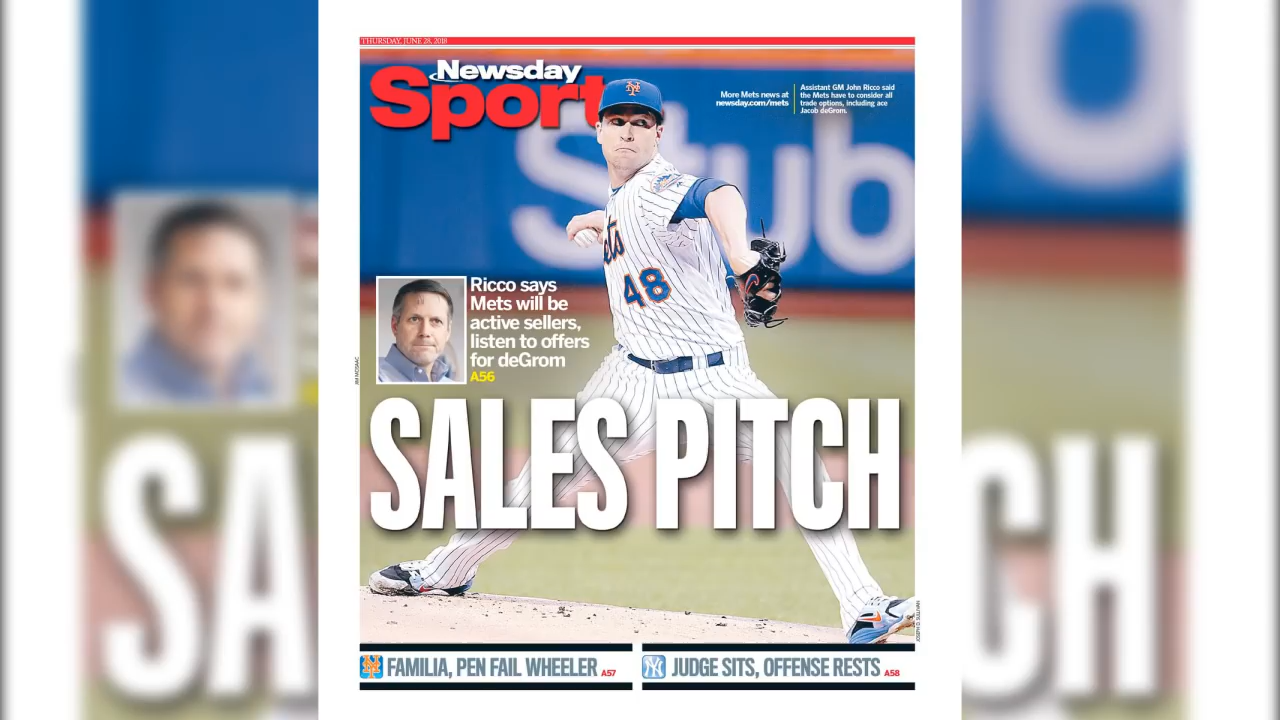 THURSDAY, JUNE 28, 2018
Newsday
Sport
More Mets news at
newsday.com/mets
Assistant GM John Ricco said
the Mets have to consider all
trade options, including ace
Jacob deGrom.
Stub
ets
48
Ricco says
Mets will be
active sellers,
listen to offers
for deGrom
A56
SALES PITCH
FAMILIA, PEN FAIL WHEELER A57
JUDGE SITS, OFFENSE RESTS A58